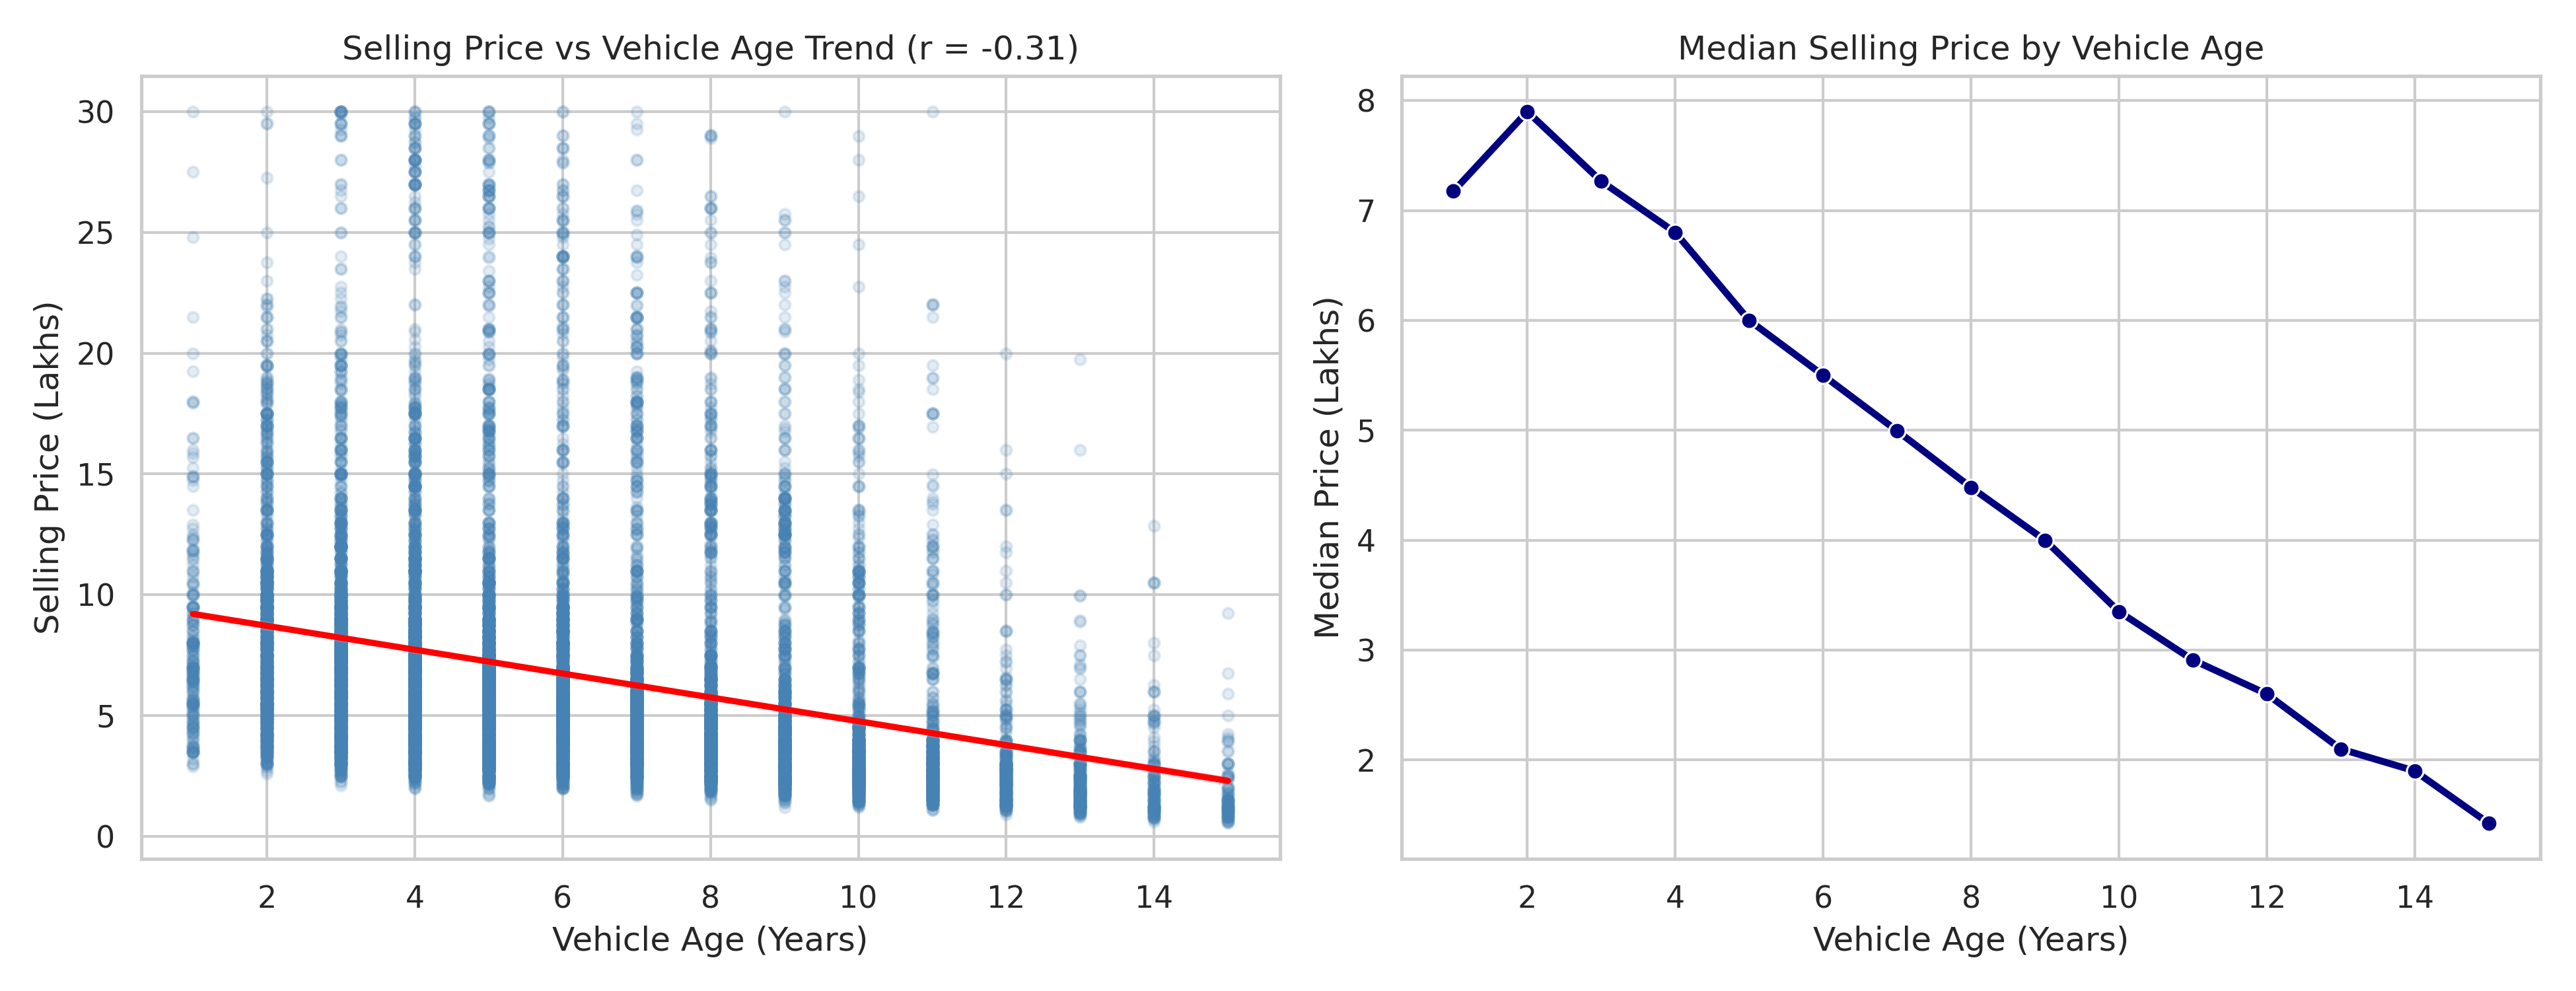 Selling Price vs Vehicle Age Trend (r = -0.31)
Selling Price (Lakhs)
30
25
20
15
10
5
0
2 4 6 8 10 12 14
Vehicle Age (Years)
Median Selling Price by Vehicle Age
Median Price (Lakhs)
8
7
6
5
4
3
2
2 4 6 8 10 12 14
Vehicle Age (Years)